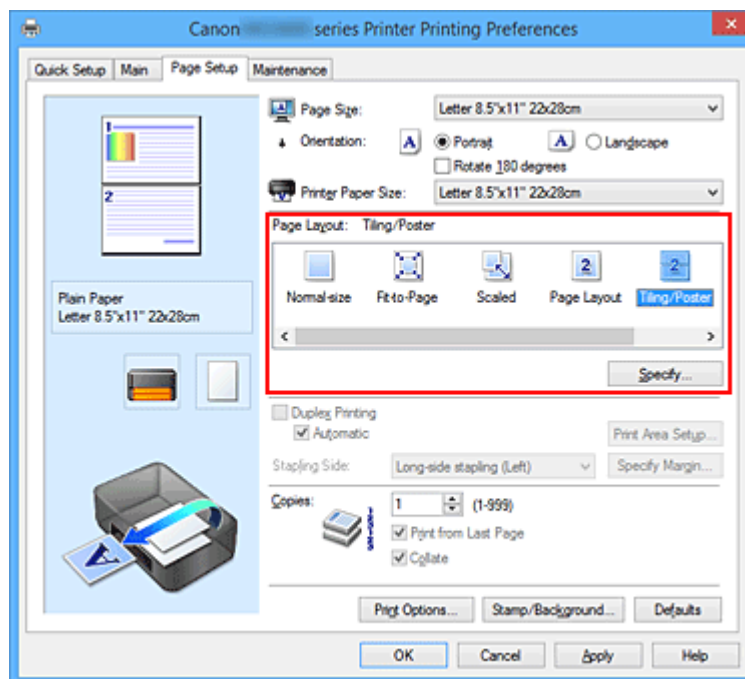 Canon series Printer Printing Preferences
Quick Setup Main Page Setup Maintenance
Page Size: Letter 8.5"x11" 22x28cm
Orientation: A Portrait A Landscape
Rotate 180 degrees
Printer Paper Size: Letter 8.5"x11" 22x28cm
1
2
Page Layout: Tiling/Poster
2 2
Normal-size Fit-to-Page Scaled Page Layout Tiling/Poster
Plain Paper
Letter 8.5"x11" 22x28cm
Specify...
Duplex Printing
Automatic Print Area Setup...
Stapling Side: Long-side stapling (Left) Specify Margin...
Copies: 1 (1-999)
Print from Last Page
Collate
A
Print Options... Stamp/Background... Defaults
OK Cancel Apply Help